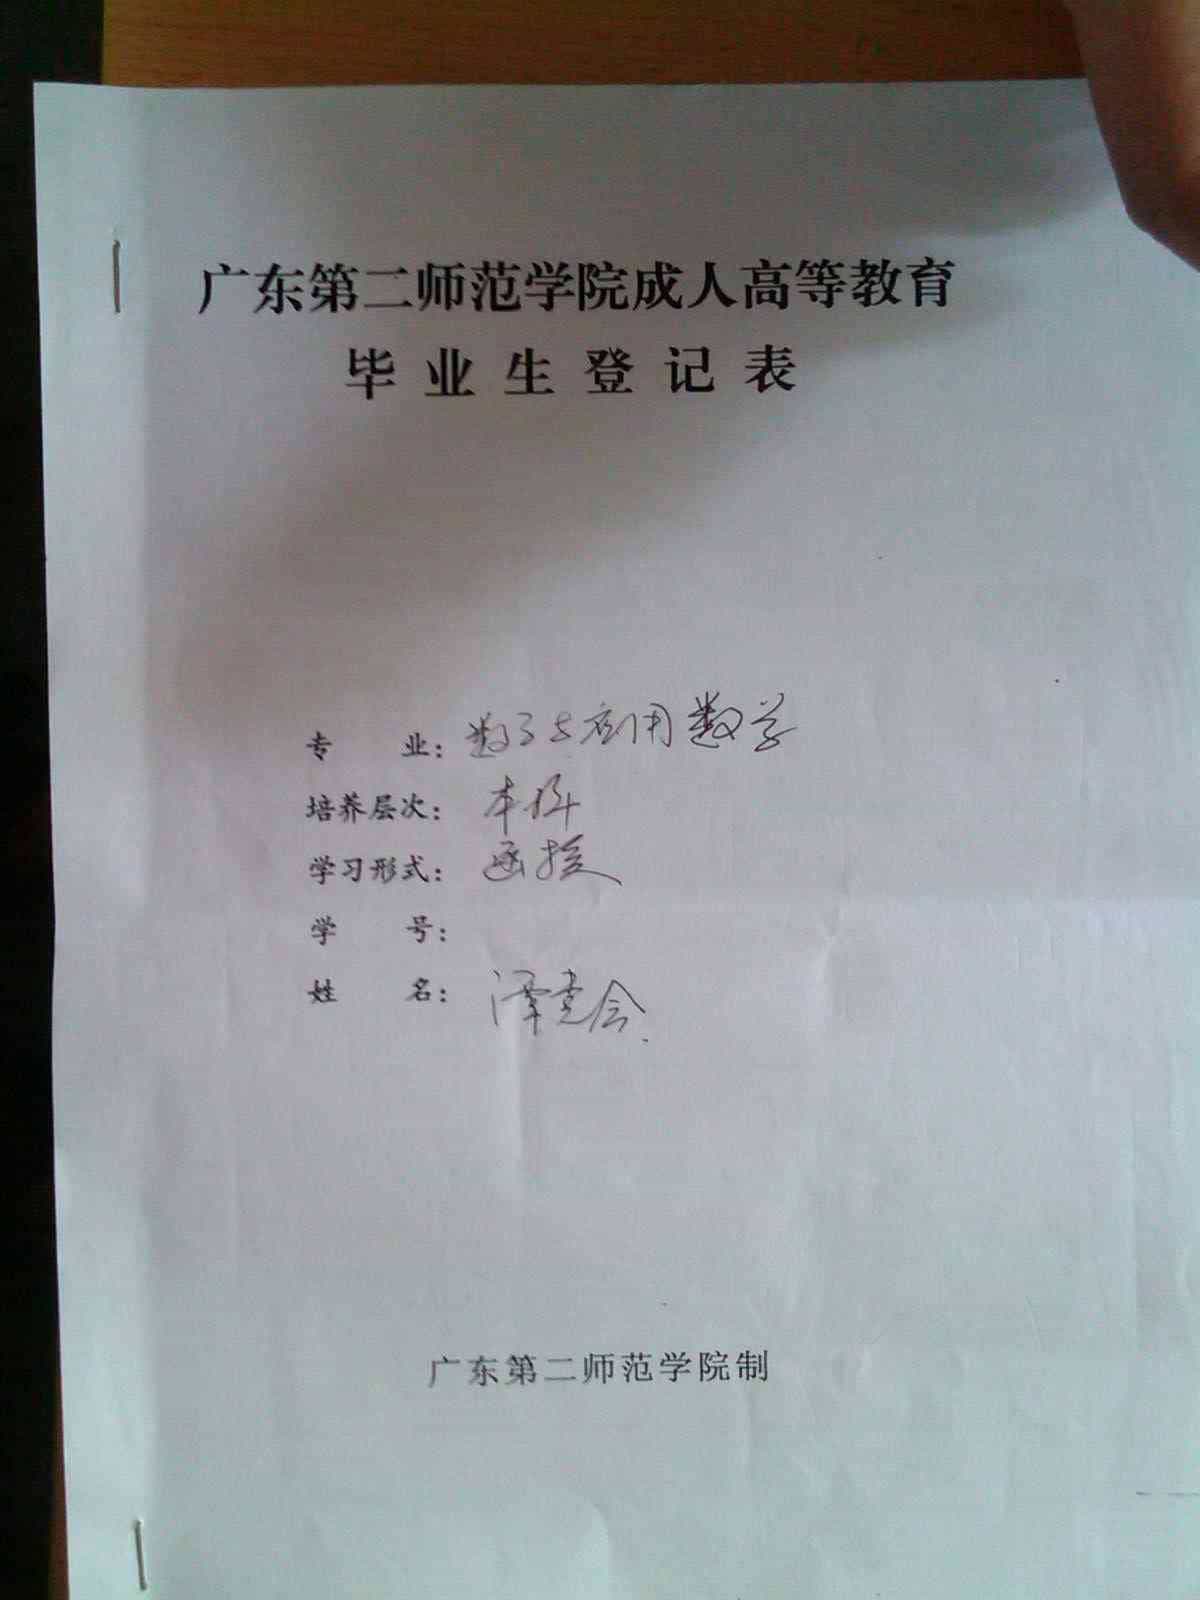 广东第二师范学院成人高等教育
毕业生登记表
专 业：数学与应用数学
培养层次：本科
学习形式：函授
学 号：
姓 名：谭党会
广东第二师范学院制